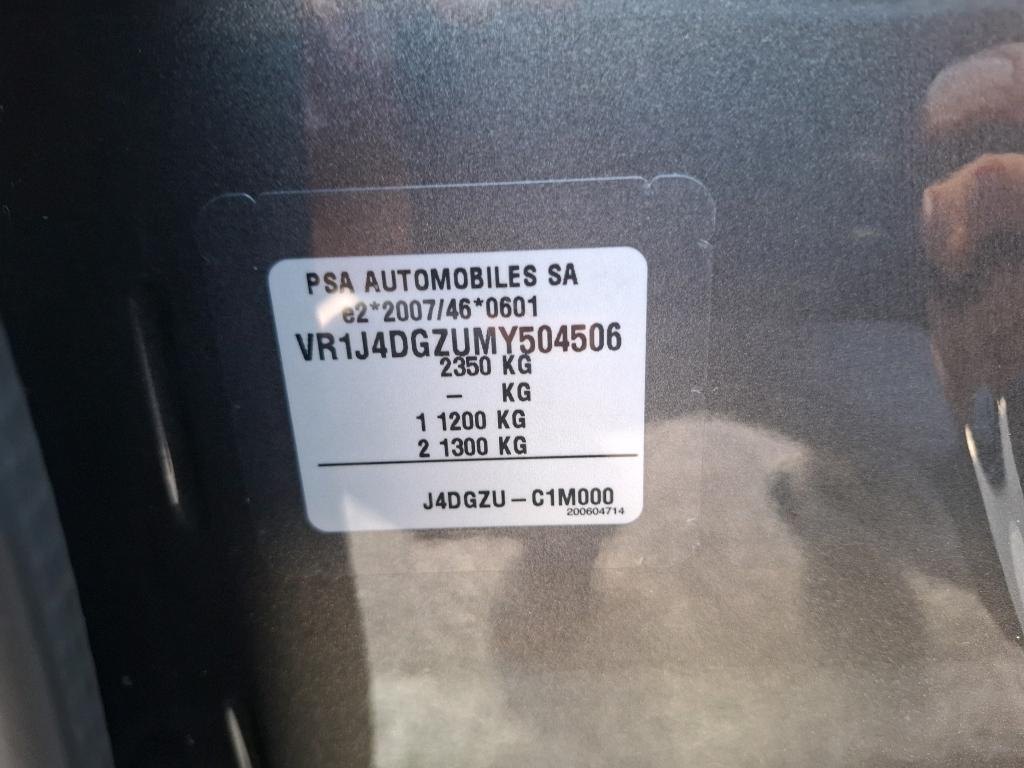 PSA AUTOMOBILES SA
e2*2007/46*0601
VR1J4DGZUMY504506
2350 KG
– KG
1 1200 KG
2 1300 KG
J4DGZU – C1M000
200604714